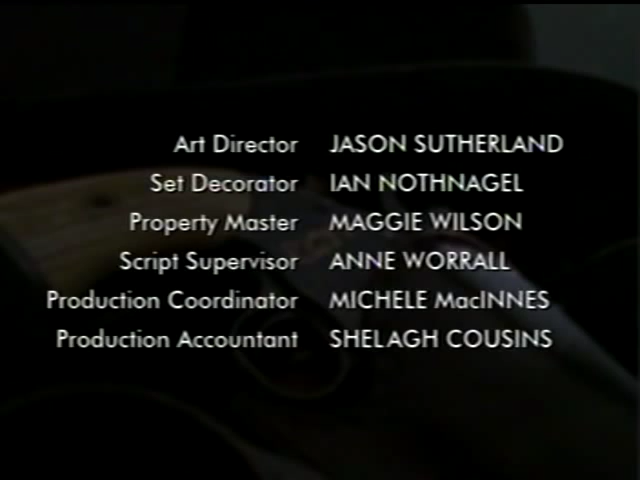 Art Director JASON SUTHERLAND
Set Decorator IAN NOTHNAGEL
Property Master MAGGIE WILSON
Script Supervisor ANNE WORRALL
Production Coordinator MICHELE MacINNES
Production Accountant SHELAGH COUSINS